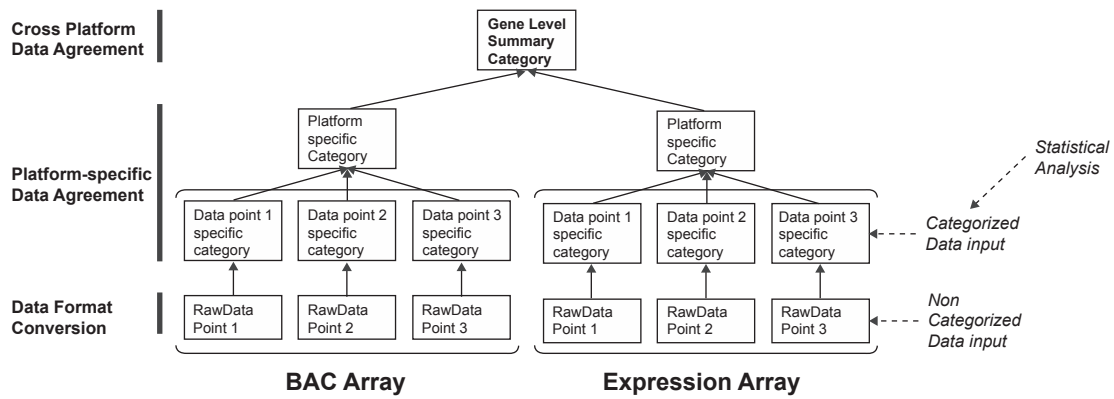 Cross Platform
Data Agreement
Gene Level
Summary
Category
Platform
specific
Category
Platform
specific
Category
Statistical
Analysis
Platform-specific
Data Agreement
Data point 1
specific
category
Data point 2
specific
category
Data point 3
specific
category
Data point 1
specific
category
Data point 2
specific
category
Data point 3
specific
category
Categorized
Data input
Data Format
Conversion
RawData
Point 1
RawData
Point 2
RawData
Point 3
RawData
Point 1
RawData
Point 2
RawData
Point 3
Non
Categorized
Data input
BAC Array
Expression Array